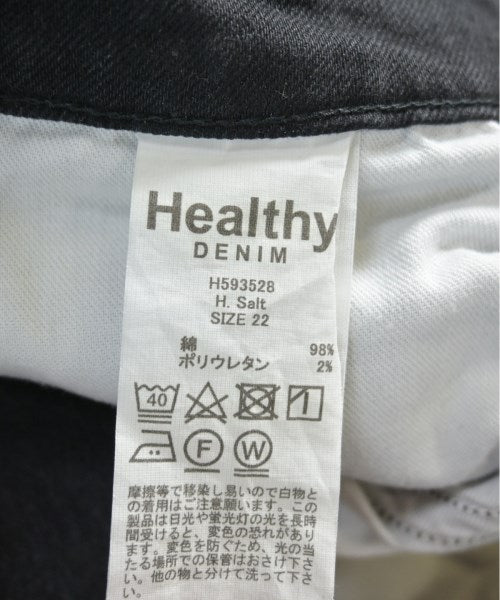 Healthy
DENIM
H593528
H. Salt
SIZE 22
綿 98%
ポリウレタン 2%
40
F W
摩擦等で移染し易いので白物と
の着用はご注意願います。この
製品は日光や蛍光灯の光を長時
間受けると、変色の恐れがあり
ます。変色を防ぐため、光の当
たる場所での保管はおさけ下さ
い。他の物と分けて洗って下さ
い。